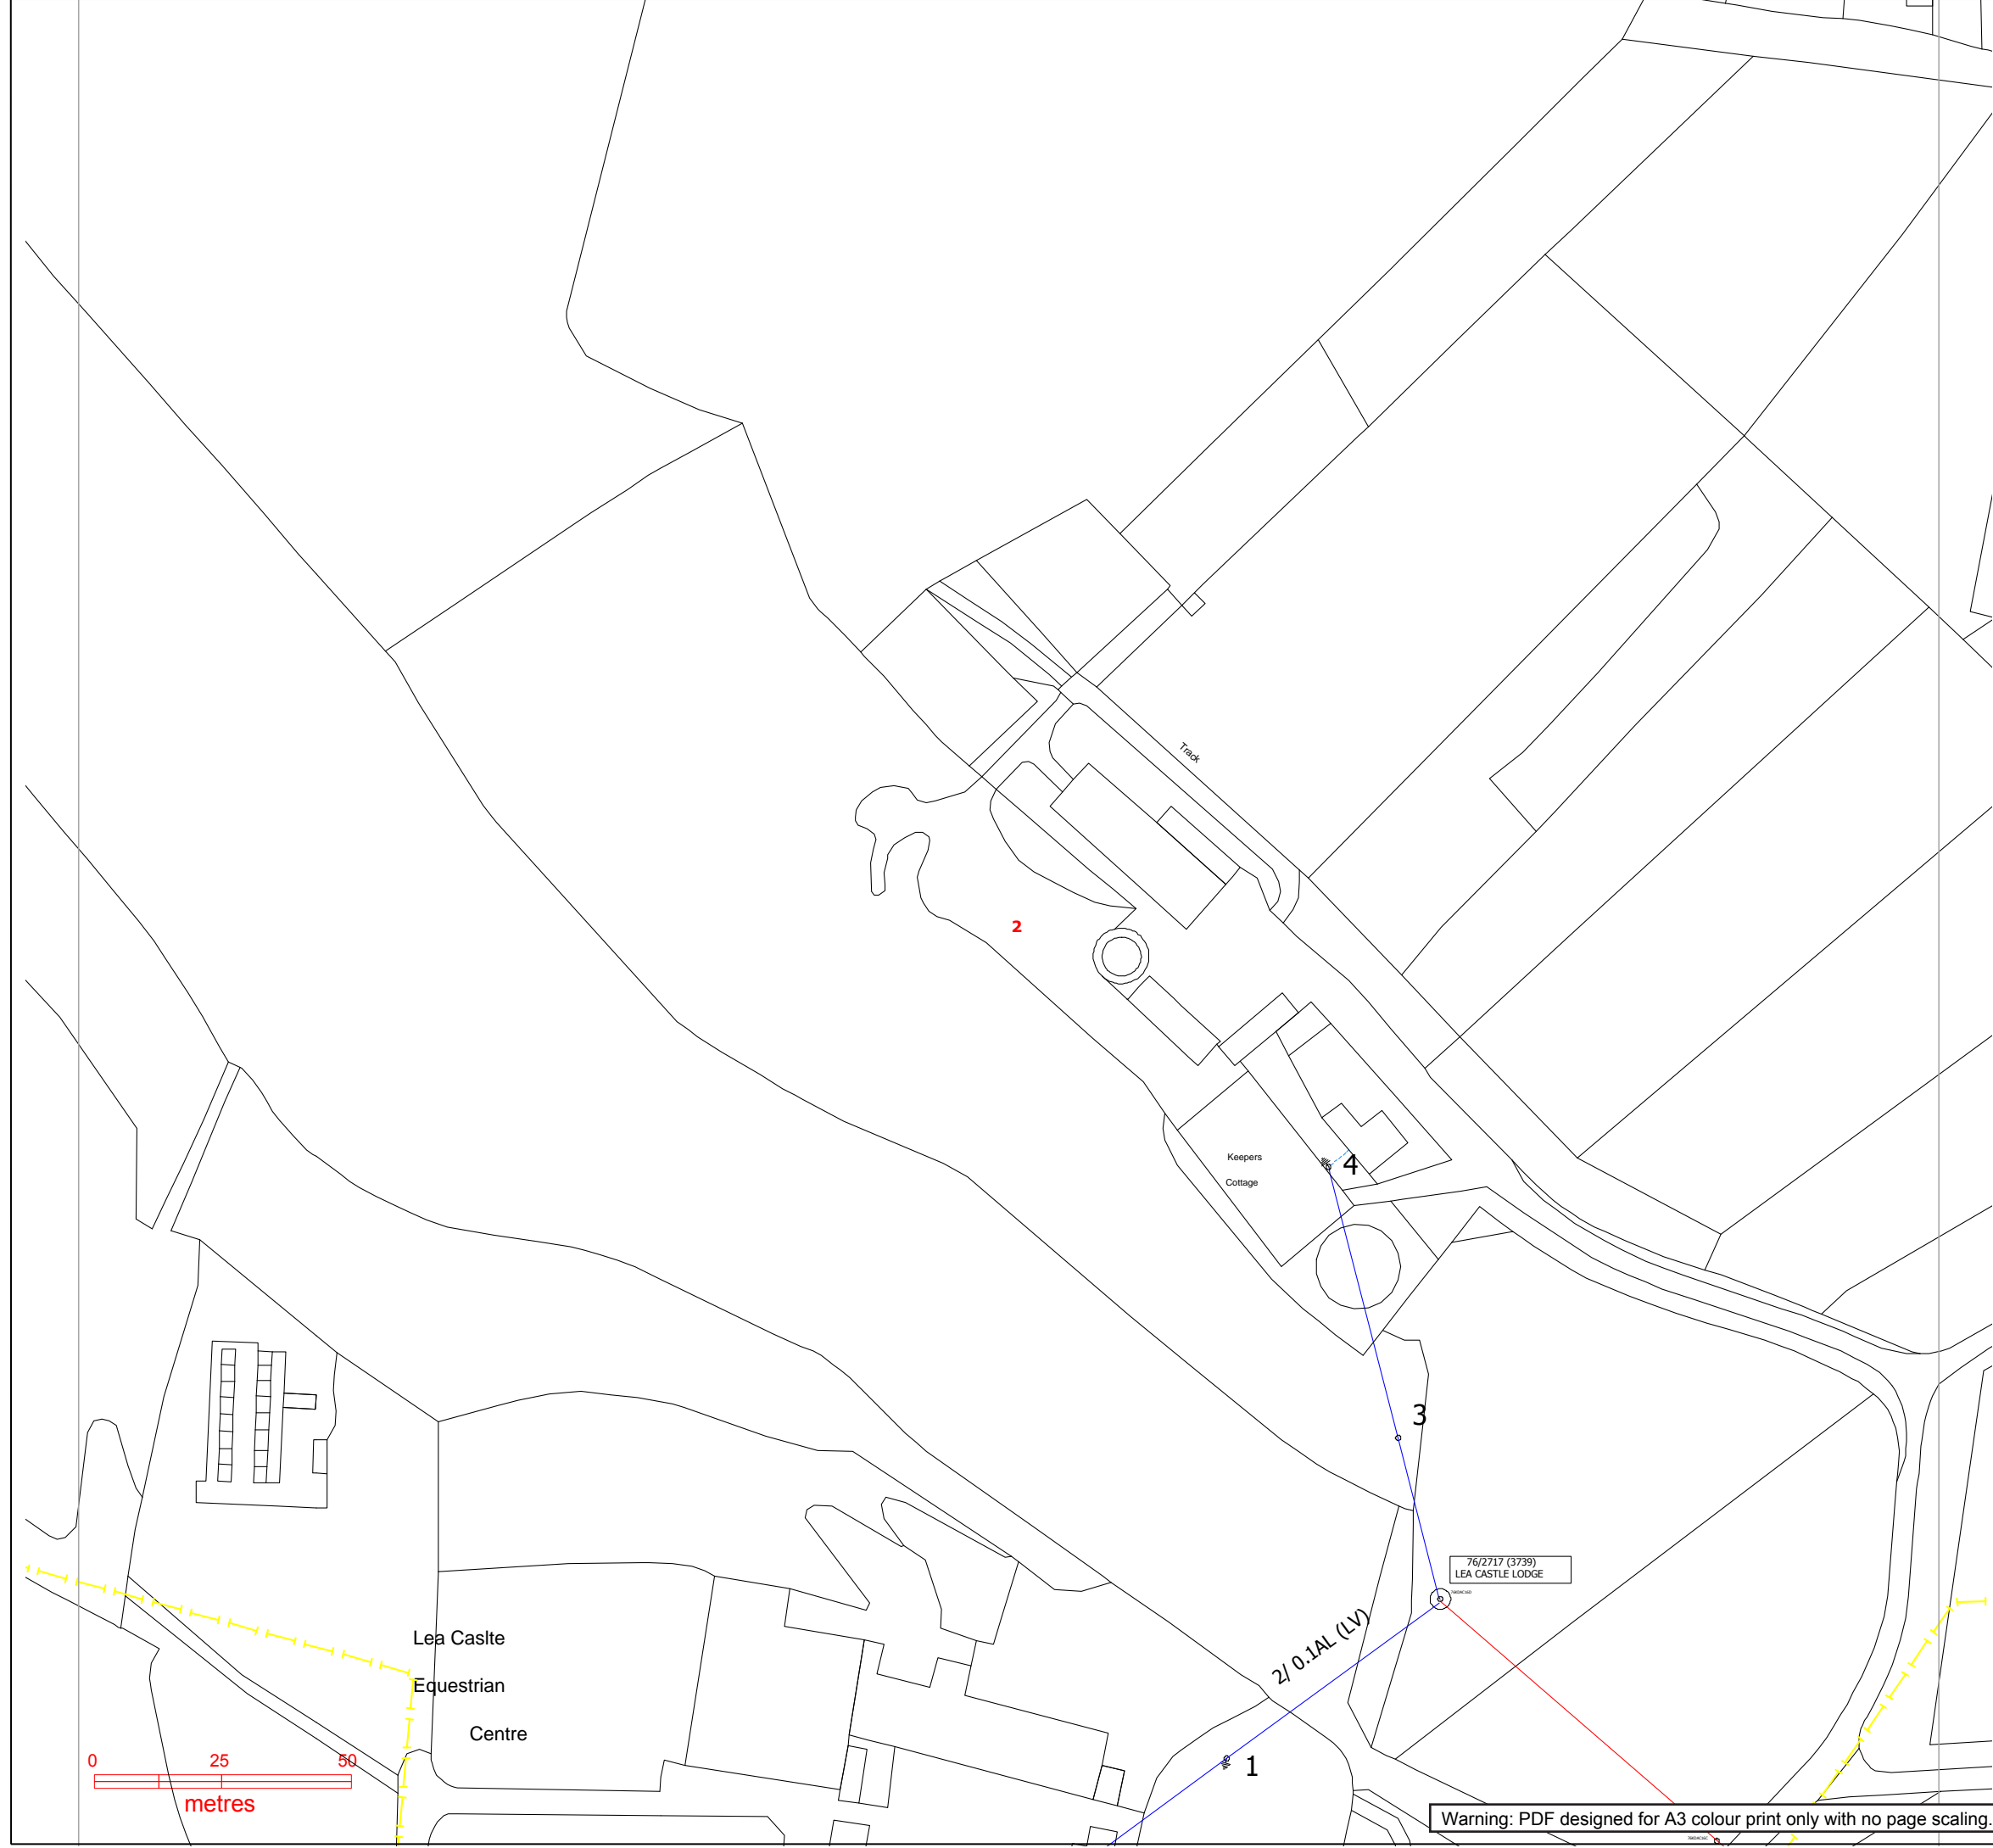 Track
2
Keepers
Cottage
4
3
76/2717 (3739)
LEA CASTLE LODGE
2/ 0.1AL (LV)
1
Lea Caslte
Equestrian
Centre
0 25 50
metres
Warning: PDF designed for A3 colour print only with no page scaling.